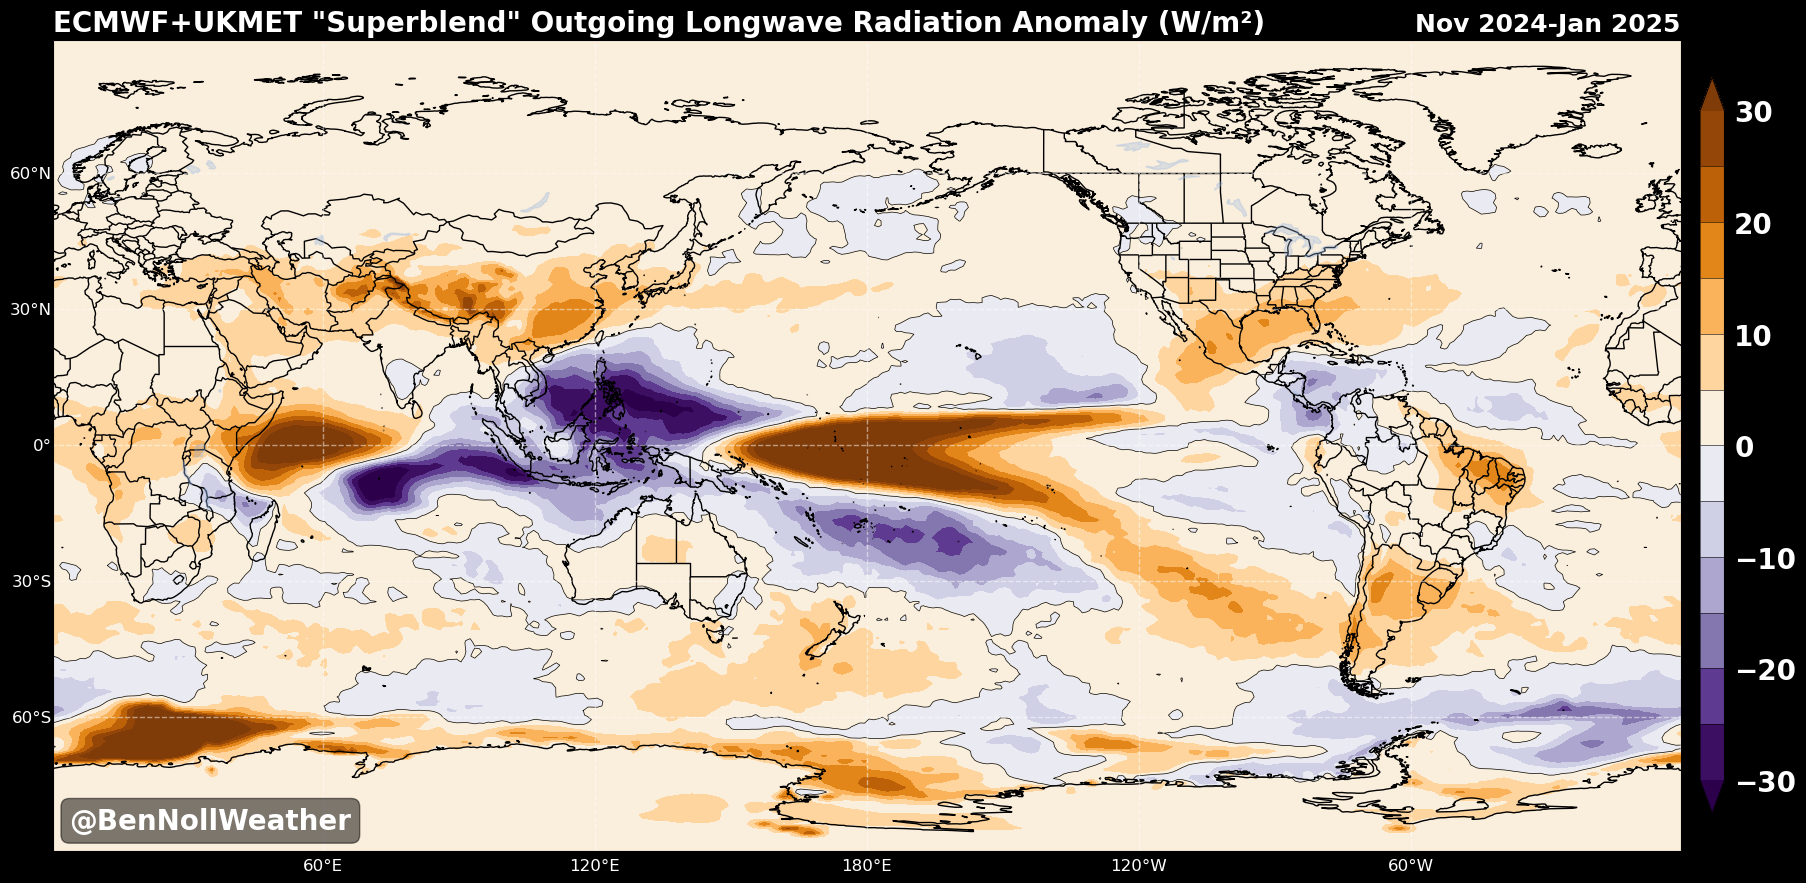 ECMWF+UKMET "Superblend" Outgoing Longwave Radiation Anomaly (W/m²)
Nov 2024-Jan 2025
30
20
10
0
−10
−20
−30
60°N
30°N
0°
30°S
60°S
@BenNollWeather
60°E
120°E
180°E
120°W
60°W